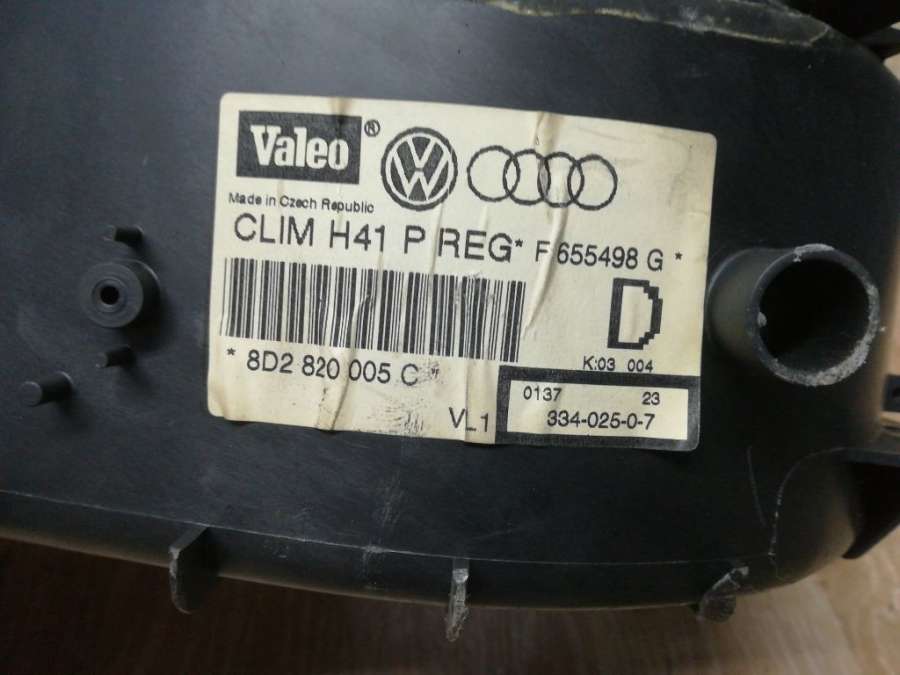 Valeo®
VW
Made in Czech Republic
CLIM H41 P REG* F 655498 G *
D
* 8D2 820 005 C *
K:03 004
0137 23
VL1
334-025-0-7